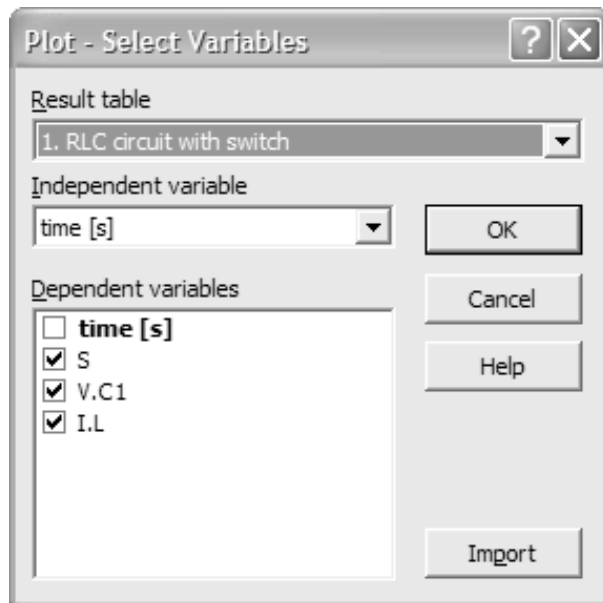 Plot - Select Variables
Result table
1. RLC circuit with switch
Independent variable
time [s]
OK
Dependent variables
Cancel
time [s]
S
Help
V.C1
I.L
Import